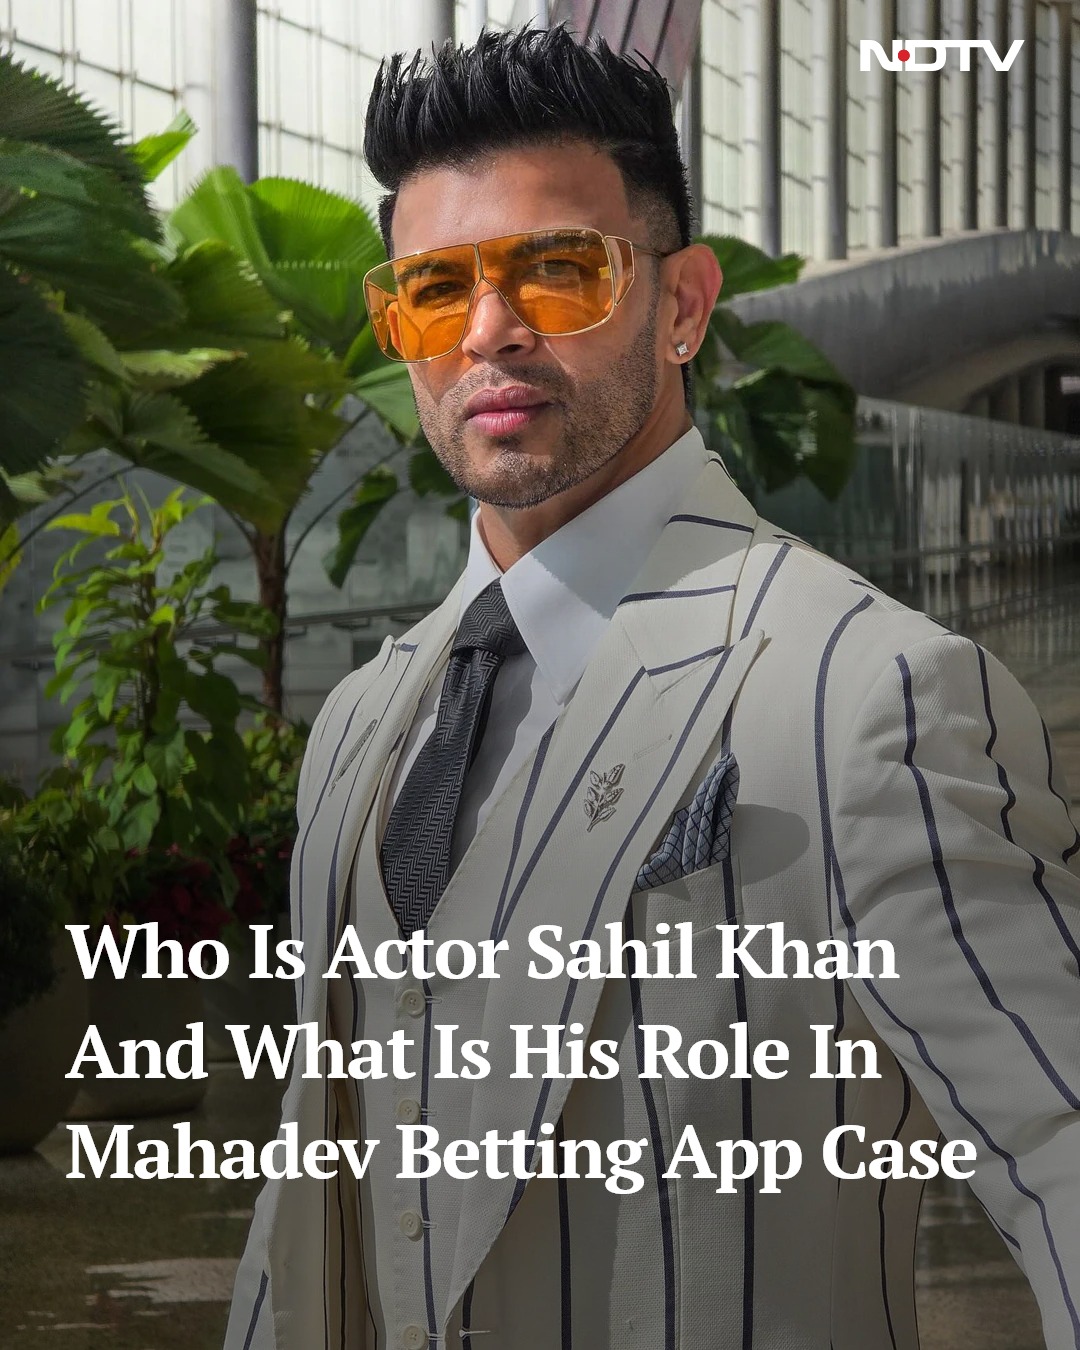 NDTV
Who Is Actor Sahil Khan
And What Is His Role In
Mahadev Betting App Case